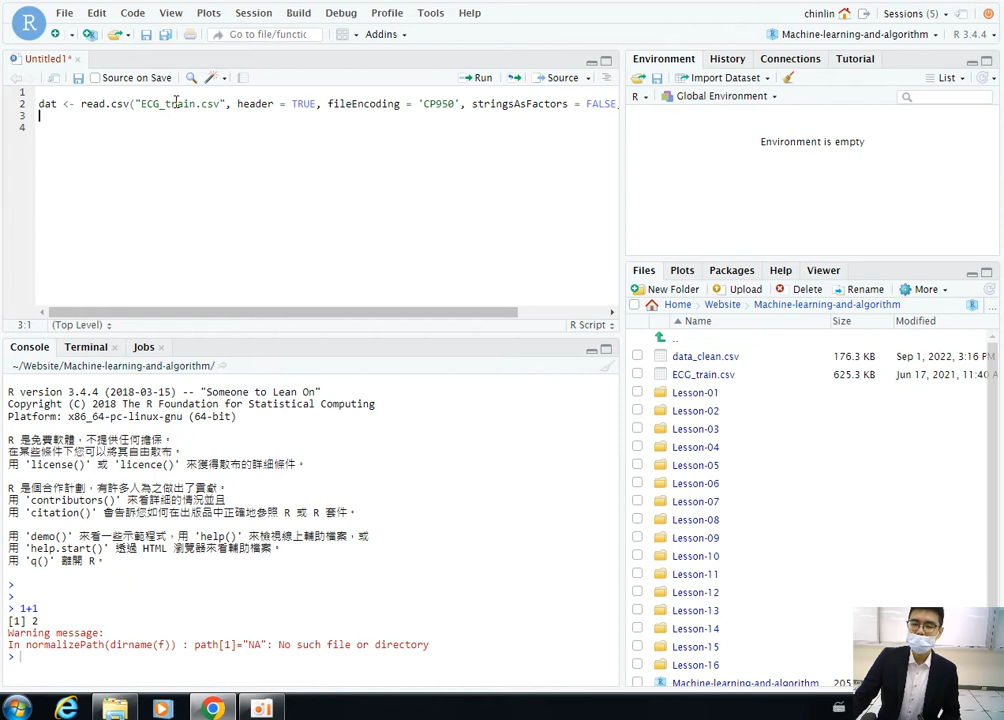 R
File Edit Code View Plots Session Build Debug Profile Tools Help
chinlin
Sessions (5)
Go to file/functic
Addins
Machine-learning-and-algorithm
R 3.4.4
Untitled1*
Source on Save
Run
Source
1
2 dat <- read.csv("ECG_train.csv", header = TRUE, fileEncoding = 'CP950', stringsAsFactors = FALSE
3
4
3:1 (Top Level)
R Script
Console Terminal Jobs
~/Website/Machine-learning-and-algorithm/
R version 3.4.4 (2018-03-15) -- "Someone to Lean On"
Copyright (C) 2018 The R Foundation for Statistical Computing
Platform: x86_64-pc-linux-gnu (64-bit)
R 是免費軟體，不提供任何擔保。
在某些條件下您可以將其自由散布。
用 'license()' 或 'licence()' 來獲得散布的詳細條件。
R 是個合作計劃，有許多人為之做出了貢獻．
用 'contributors()' 來看詳細的情況並且
用 'citation()' 會告訴您如何在出版品中正確地參照 R 或 R 套件。
用 'demo()' 來看一些示範程式，用 'help()' 來檢視線上輔助檔案，或
用 'help.start()' 透過 HTML 瀏覽器來看輔助檔案。
用 'q()' 離開 R。
>
>
> 1+1
[1] 2
Warning message:
In normalizePath(dirname(f)) : path[1]="NA": No such file or directory
>
Environment History Connections Tutorial
Import Dataset
List
R
Global Environment
Environment is empty
Files Plots Packages Help Viewer
New Folder Upload Delete Rename More
Home Website Machine-learning-and-algorithm
...
Name Size Modified
..
data_clean.csv 176.3 KB Sep 1, 2022, 3:16 PM
ECG_train.csv 625.3 KB Jun 17, 2021, 11:40
Lesson-01
Lesson-02
Lesson-03
Lesson-04
Lesson-05
Lesson-06
Lesson-07
Lesson-08
Lesson-09
Lesson-10
Lesson-11
Lesson-12
Lesson-13
Lesson-14
Lesson-15
Lesson-16
Machine-learning-and-algorithm. 205